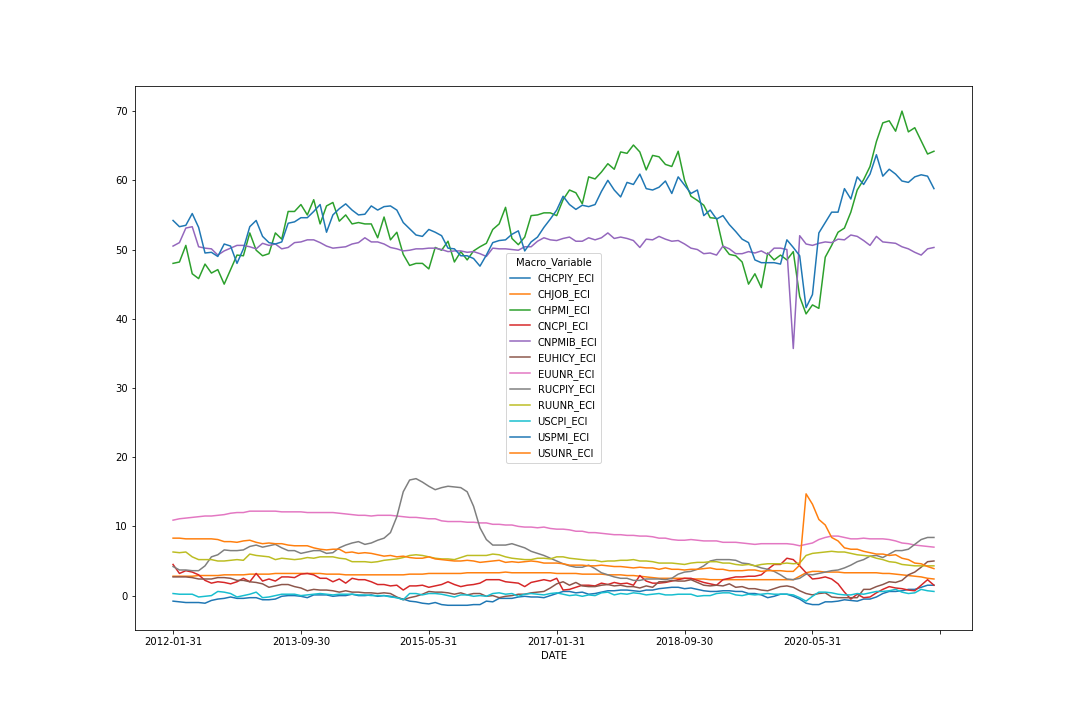 70
60
50
40
30
20
10
0
Macro_Variable
CHCPIY_ECI
CHJOB_ECI
CHPMI_ECI
CNCPI_ECI
CNPMIB_ECI
EUHICY_ECI
EUUNR_ECI
RUCPIY_ECI
RUUNR_ECI
USCPI_ECI
USPMI_ECI
USUNR_ECI
2012-01-31 2013-09-30 2015-05-31 2017-01-31 2018-09-30 2020-05-31
DATE